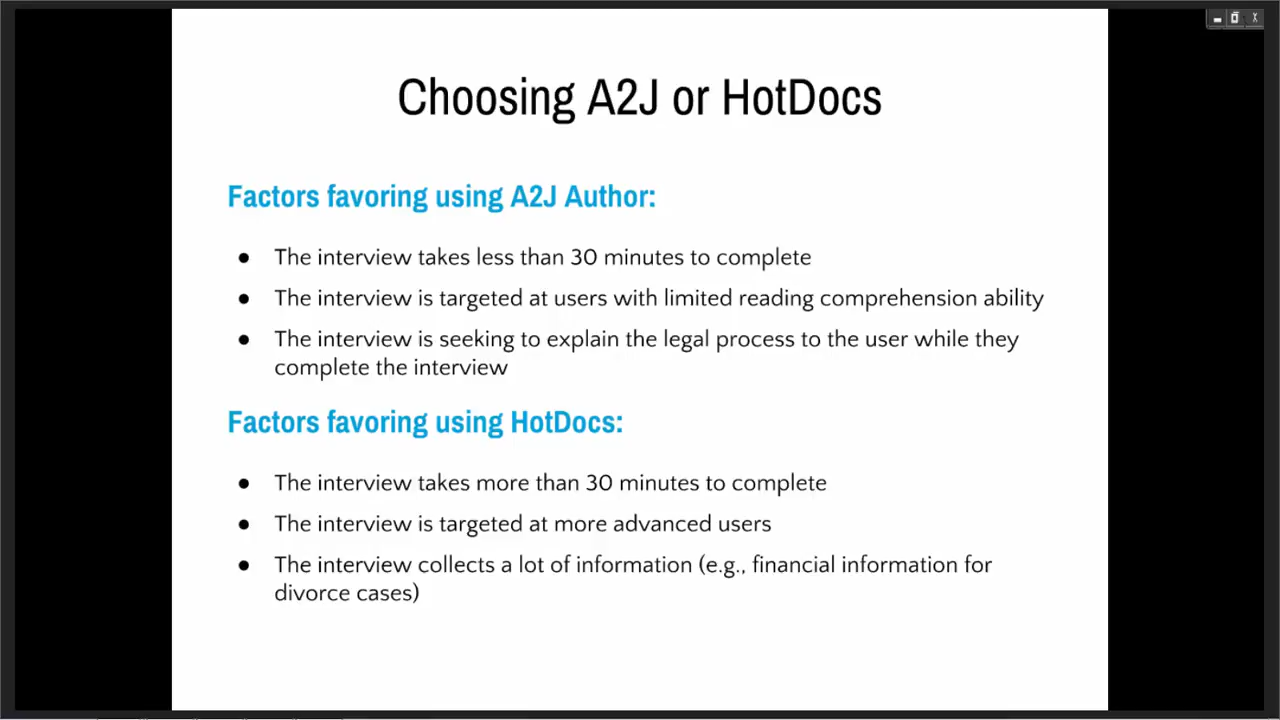 Choosing A2J or HotDocs
Factors favoring using A2J Author:
● The interview takes less than 30 minutes to complete
● The interview is targeted at users with limited reading comprehension ability
● The interview is seeking to explain the legal process to the user while they
complete the interview
Factors favoring using HotDocs:
● The interview takes more than 30 minutes to complete
● The interview is targeted at more advanced users
● The interview collects a lot of information (e.g., financial information for
divorce cases)